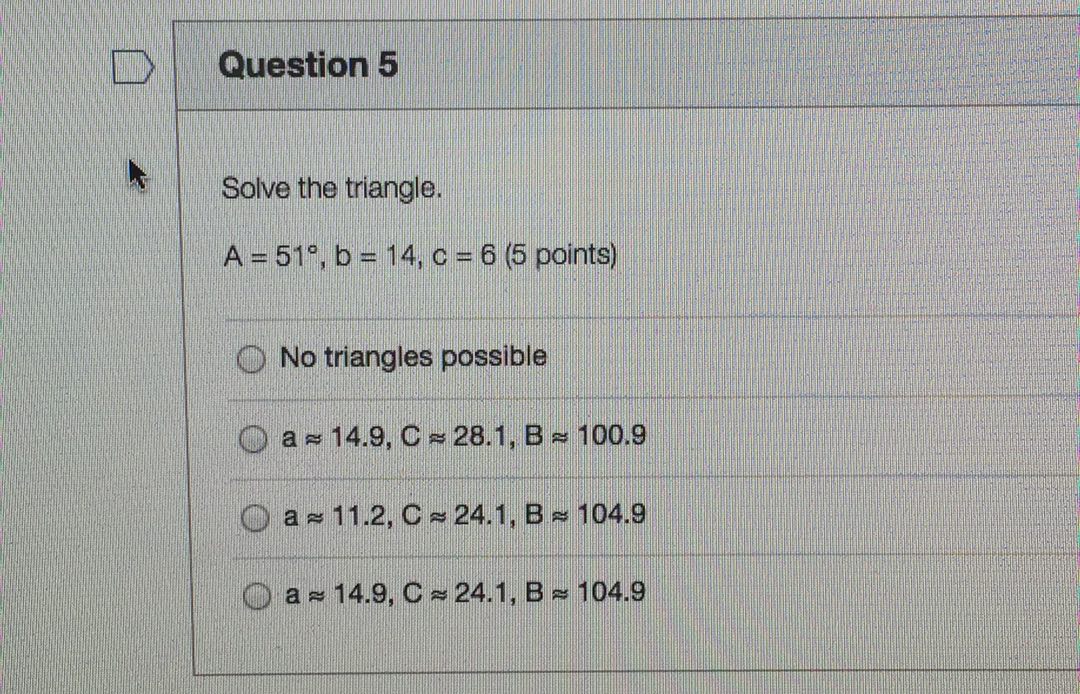 Question 5
Solve the triangle.
A = 51°, b = 14, c = 6 (5 points)
No triangles possible
a ≈ 14.9, C ≈ 28.1, B ≈ 100.9
a ≈ 11.2, C ≈ 24.1, B ≈ 104.9
a ≈ 14.9, C ≈ 24.1, B ≈ 104.9